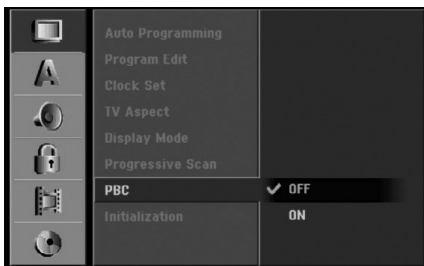 Auto Programming
Program Edit
Clock Set
TV Aspect
Display Mode
Progressive Scan
PBC ✓ OFF
Initialization ON